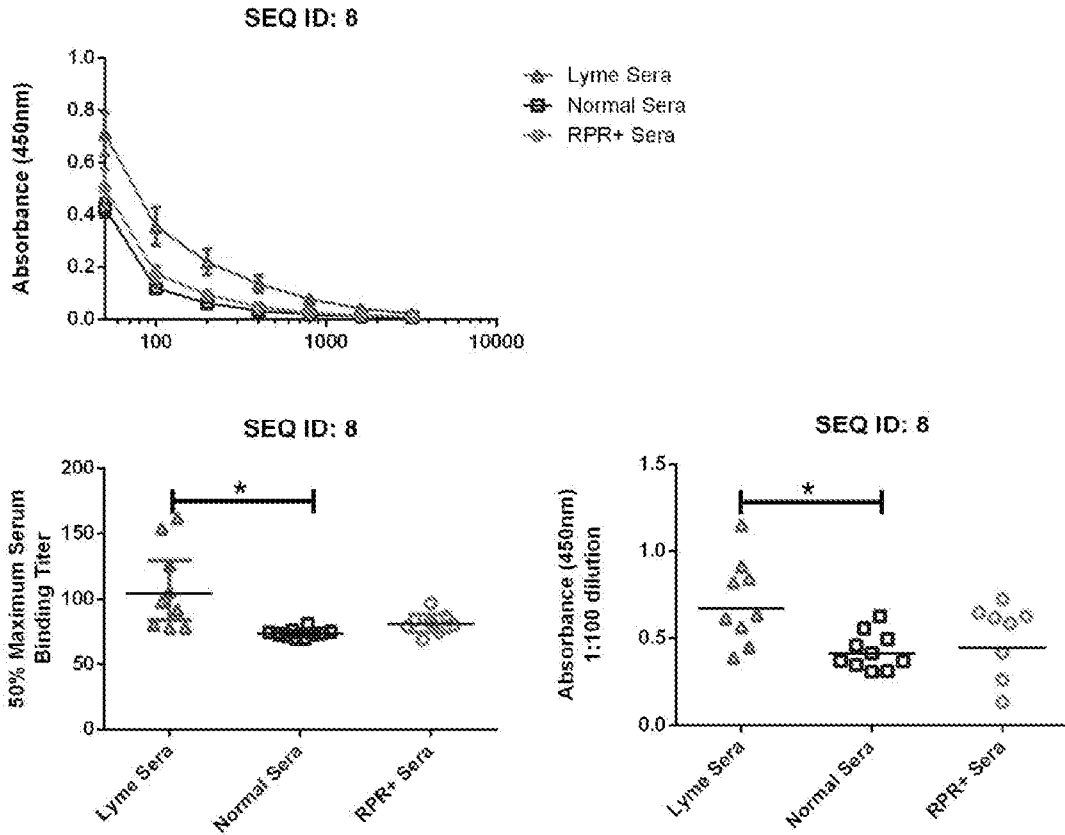 SEQ ID: 8
Absorbance (450nm)
1.0
0.8
0.6
0.4
0.2
0.0
100
1000
10000
Lyme Sera
Normal Sera
RPR+ Sera
SEQ ID: 8
50% Maximum Serum
Binding Titer
200
150
100
50
0
*
Lyme Sera
Normal Sera
RPR+ Sera
SEQ ID: 8
Absorbance (450nm)
1:100 dilution
1.5
1.0
0.5
0.0
*
Lyme Sera
Normal Sera
RPR+ Sera